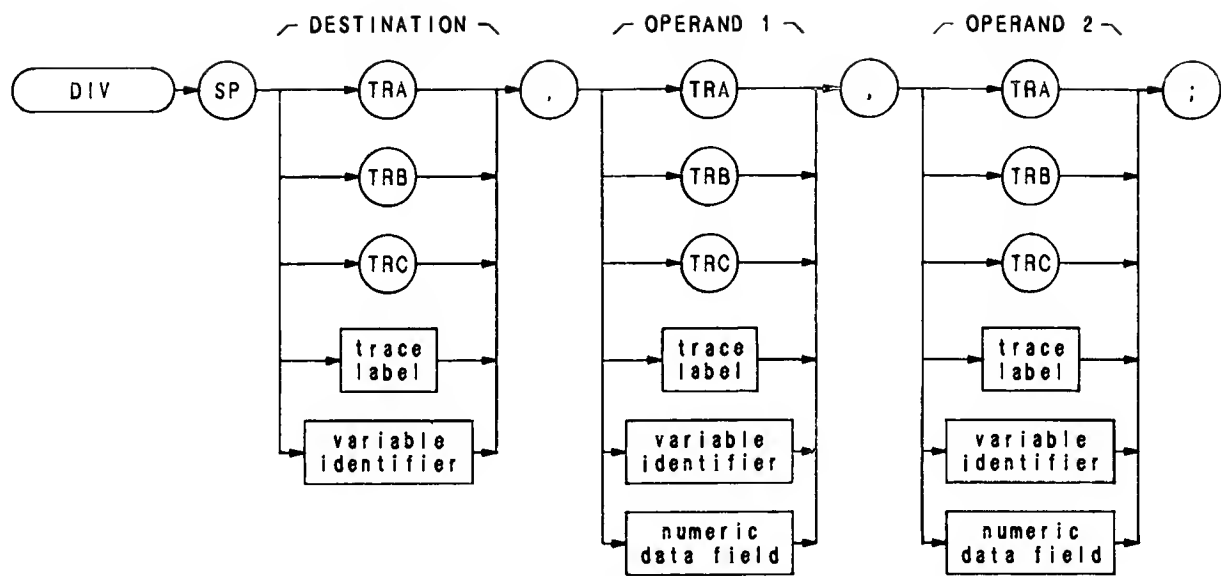 DESTINATION OPERAND 1 OPERAND 2
DIV SP TRA , TRA , TRA ;
TRB TRB TRB
TRC TRC TRC
trace trace trace
label label label
variable variable variable
identifier identifier identifier
numeric numeric
data field data field